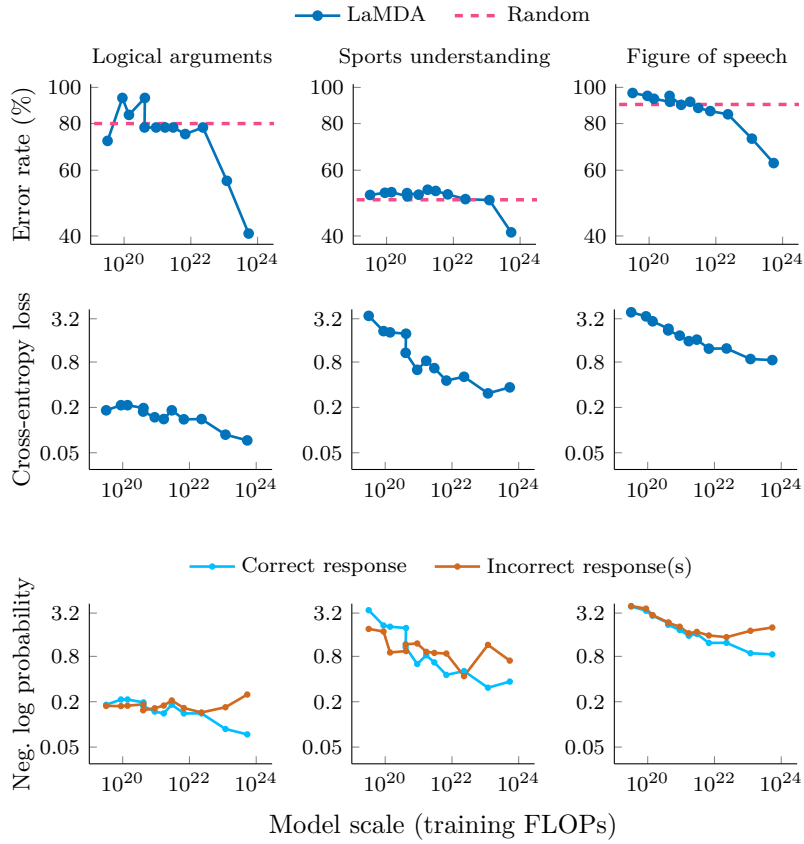 LaMDA Random
Logical arguments Sports understanding Figure of speech
Error rate (%)
100 100 100
80 80 80
60 60 60
40 40 40
10^20 10^22 10^24 10^20 10^22 10^24 10^20 10^22 10^24
Cross-entropy loss
3.2 3.2 3.2
0.8 0.8 0.8
0.2 0.2 0.2
0.05 0.05 0.05
10^20 10^22 10^24 10^20 10^22 10^24 10^20 10^22 10^24
Correct response Incorrect response(s)
Neg. log probability
3.2 3.2 3.2
0.8 0.8 0.8
0.2 0.2 0.2
0.05 0.05 0.05
10^20 10^22 10^24 10^20 10^22 10^24 10^20 10^22 10^24
Model scale (training FLOPs)